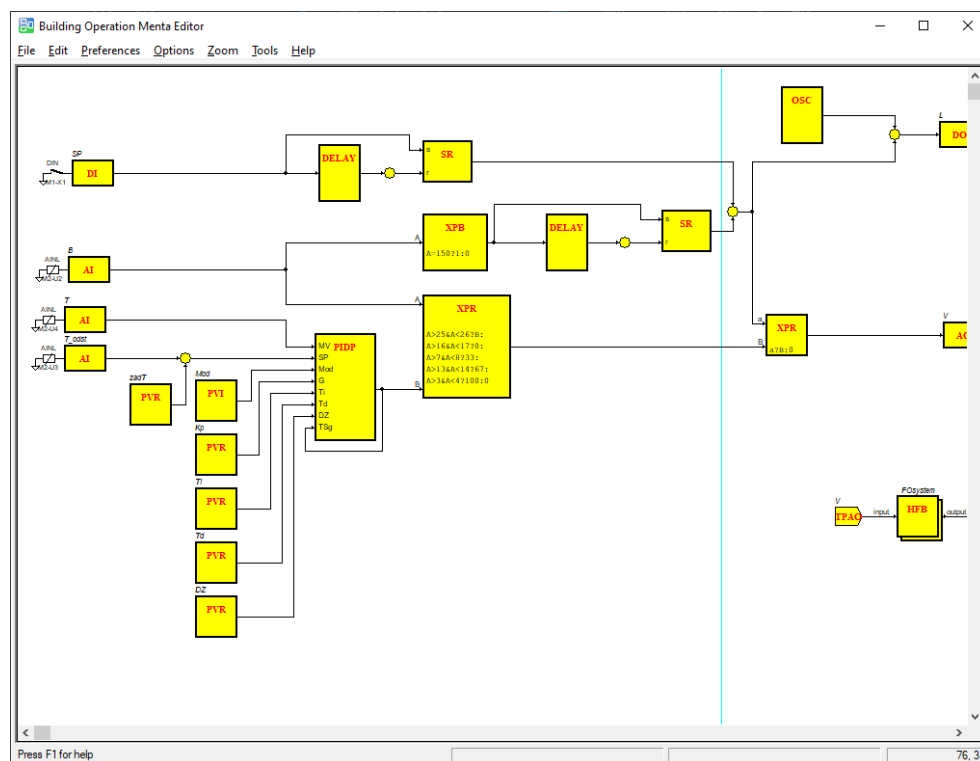 Building Operation Menta Editor
File Edit Preferences Options Zoom Tools Help
OSC
L
DO
SP
DIN
DI
M1-X1
DELAY
s
SR
r
XPB
A
A=150?1:0
DELAY
s
SR
r
B
AINL
AI
M2-U2
T
AINL
AI
M2-U4
T_odst
AINL
AI
M2-U3
zadT
PVR
Mod
PVI
Kp
PVR
Ti
PVR
Td
PVR
DZ
PVR
PIDP
MV
SP
Mod
G
Ti
Td
DZ
TSg
A
XPR
A>25&A<26?B:
A>16&A<17?0:
A>7&A<8?33:
A>13&A<14?67:
A>3&A<4?100:0
B
a
XPR
B
a?B:0
V
AO
V
TPAO
input
FOsystem
HFB
output
Press F1 for help
76, 3